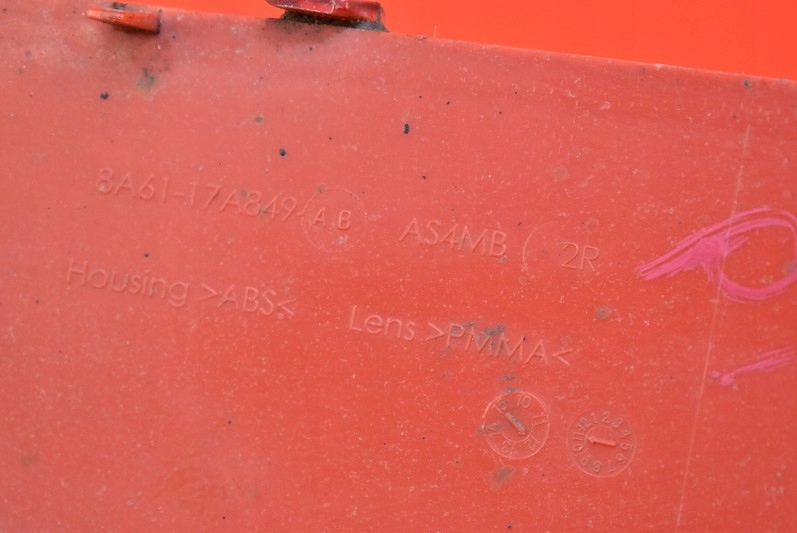 8A61-17A849-AB AS4MB ( 2R
Housing >ABS< Lens >PMMA<